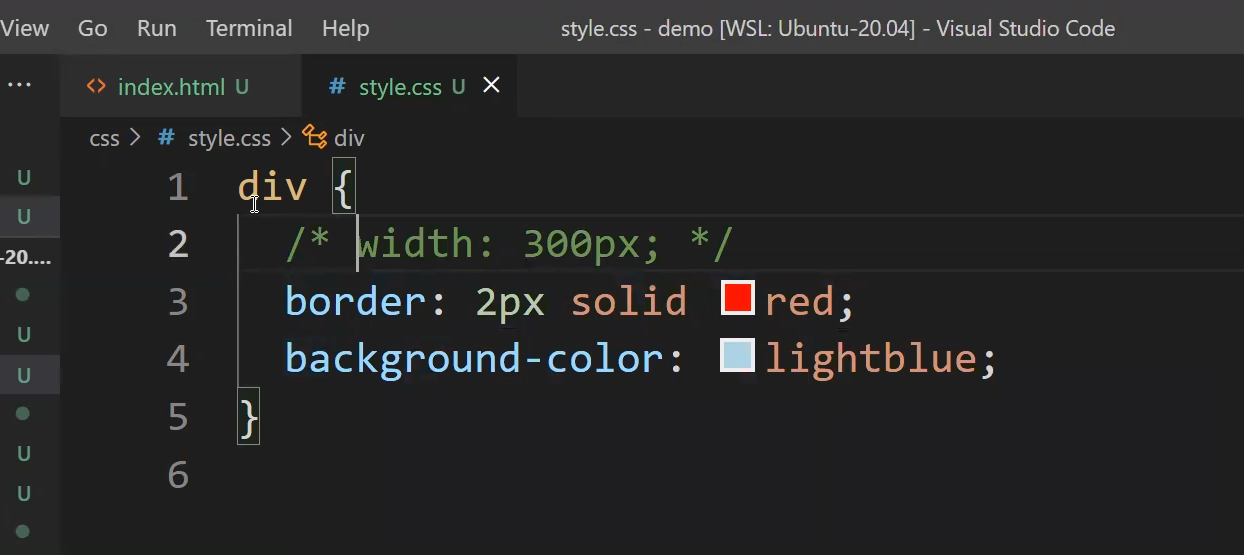 View Go Run Terminal Help style.css - demo [WSL: Ubuntu-20.04] - Visual Studio Code
... <> index.html U # style.css U ×
css > # style.css > div
U
U
-20....
U
U
U
U
1 div {
2 /* width: 300px; */
3 border: 2px solid red;
4 background-color: lightblue;
5 }
6